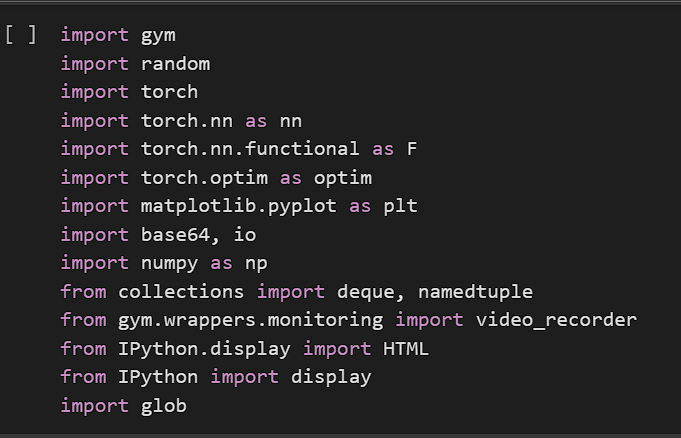 [ ] import gym
import random
import torch
import torch.nn as nn
import torch.nn.functional as F
import torch.optim as optim
import matplotlib.pyplot as plt
import base64, io
import numpy as np
from collections import deque, namedtuple
from gym.wrappers.monitoring import video_recorder
from IPython.display import HTML
from IPython import display
import glob